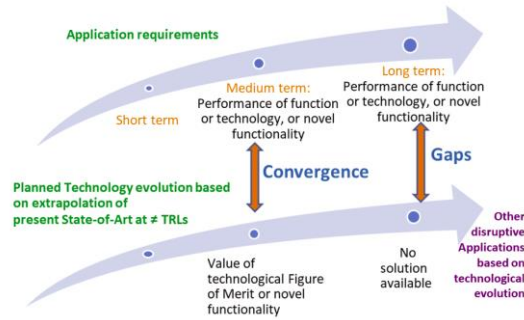 Application requirements
Short term
Medium term:
Performance of function
or technology, or novel
functionality
Long term:
Performance of function
or technology, or novel
functionality
Convergence
Gaps
Planned Technology evolution based
on extrapolation of
present State-of-Art at ≠ TRLs
Value of
technological Figure
of Merit or novel
functionality
No
solution
available
Other
disruptive
Applications
based on
technological
evolution